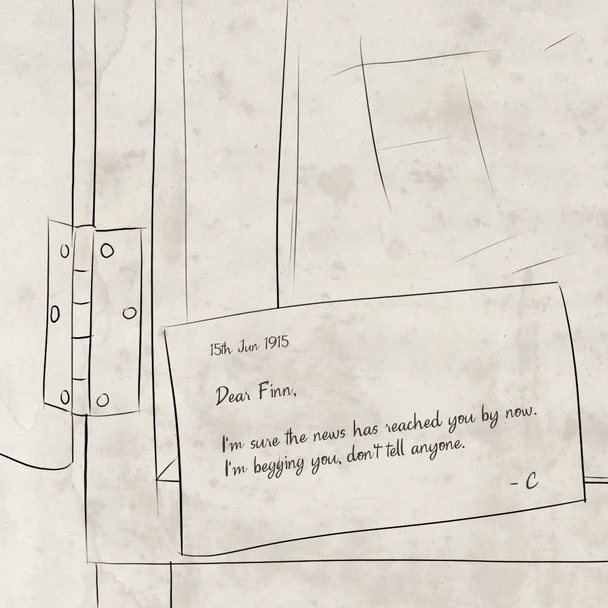 15th Jun 1915
Dear Finn,
I'm sure the news has reached you by now.
I'm begging you, don't tell anyone.
- C